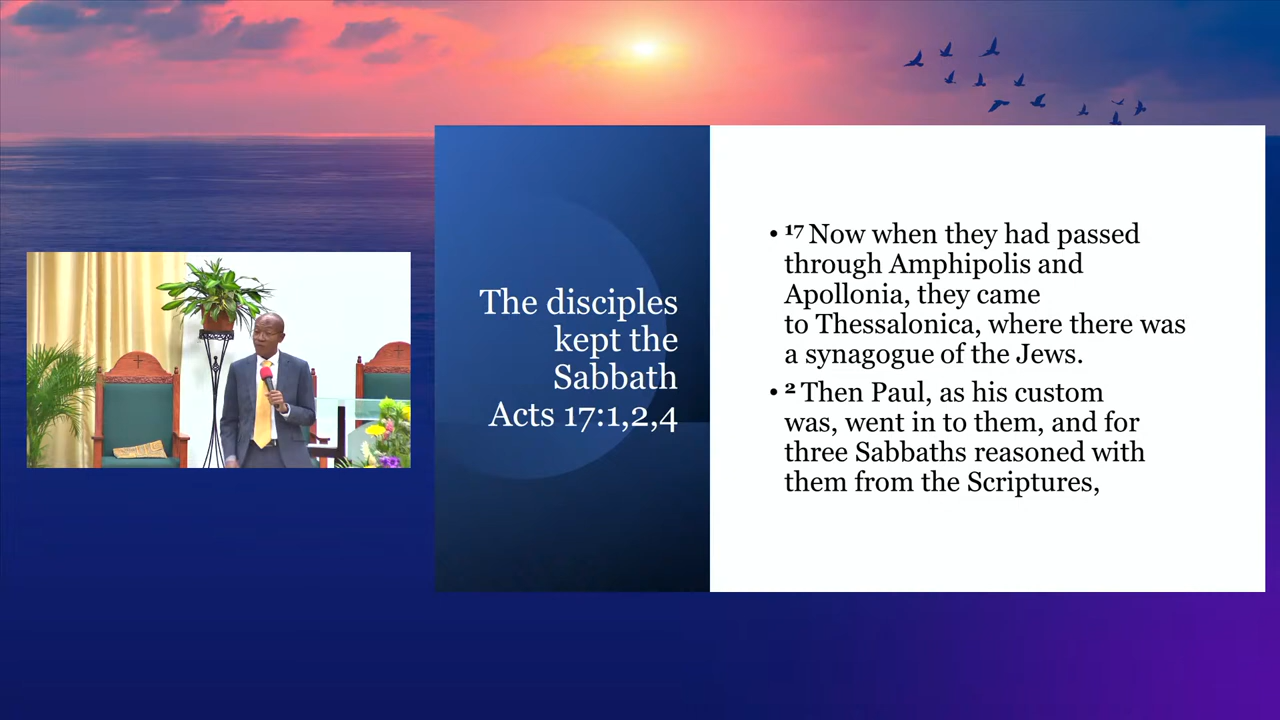 The disciples
kept the
Sabbath
Acts 17:1,2,4
• 17 Now when they had passed
through Amphipolis and
Apollonia, they came
to Thessalonica, where there was
a synagogue of the Jews.
• 2 Then Paul, as his custom
was, went in to them, and for
three Sabbaths reasoned with
them from the Scriptures,